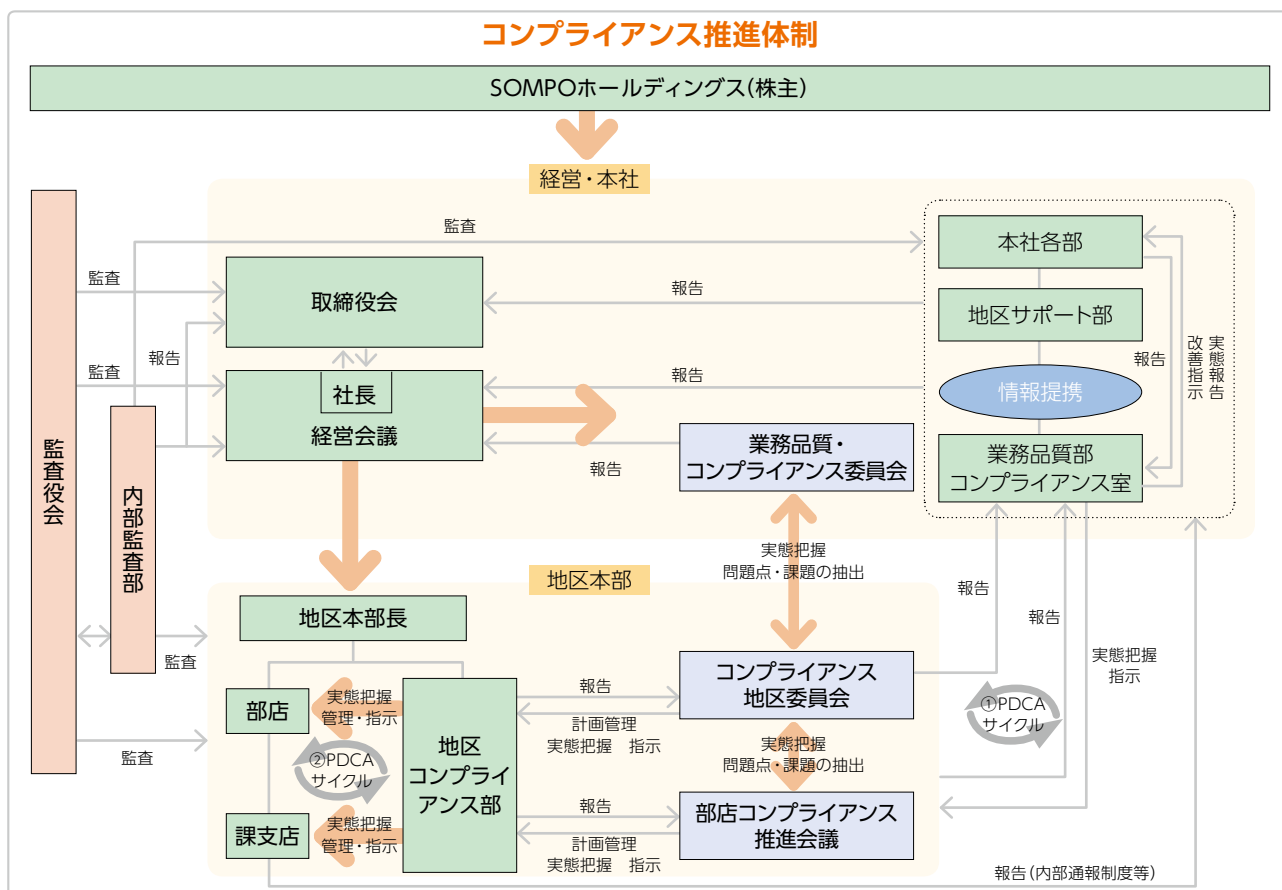 コンプライアンス推進体制
SOMPOホールディングス(株主)
経営・本社
監査
本社各部
監査
取締役会
報告
地区サポート部
報告
監査
報告
報告
改善指示
実態報告
社長
経営会議
情報提携
監査役会
内部監査部
業務品質・
コンプライアンス委員会
報告
業務品質部
コンプライアンス室
実態把握
問題点・課題の抽出
地区本部
報告
報告
地区本部長
監査
実態把握
指示
部店
実態把握
管理・指示
地区
コンプライ
アンス部
報告
計画管理
実態把握 指示
コンプライアンス
地区委員会
①PDCA
サイクル
監査
②PDCA
サイクル
実態把握
問題点・課題の抽出
課支店
実態把握
管理・指示
報告
計画管理
実態把握 指示
部店コンプライアンス
推進会議
報告(内部通報制度等)